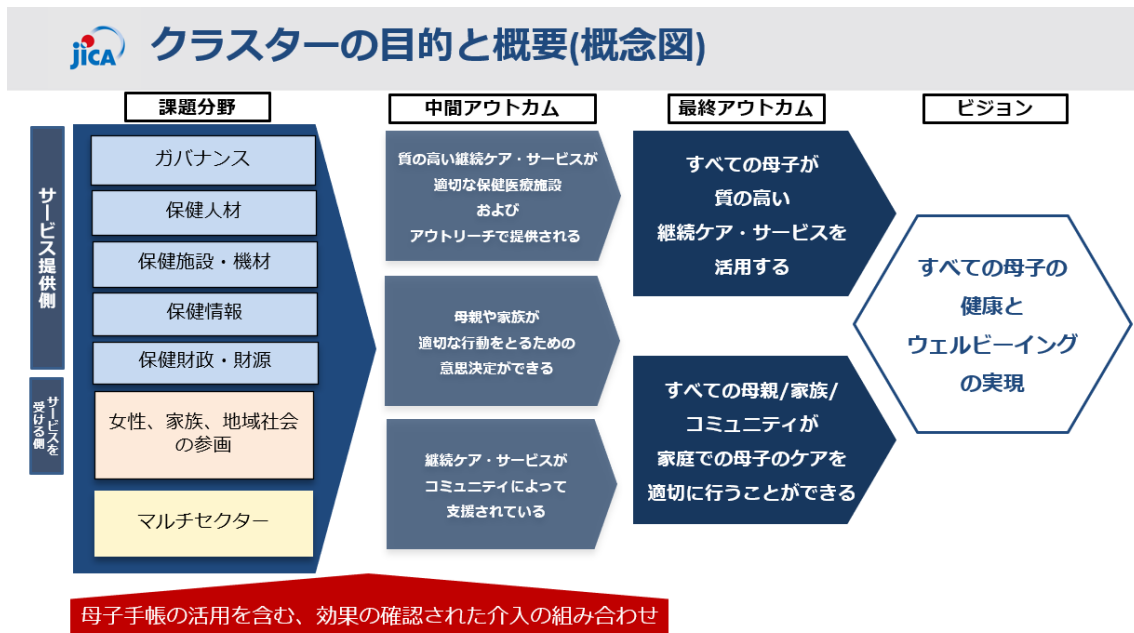 jICA
クラスターの目的と概要(概念図)
課題分野
中間アウトカム
最終アウトカム
ビジョン
サービス提供側
ガバナンス
保健人材
保健施設・機材
保健情報
保健財政・財源
サービスを
受ける側
女性、家族、地域社会
の参画
マルチセクター
質の高い継続ケア・サービスが
適切な保健医療施設
および
アウトリーチで提供される
母親や家族が
適切な行動をとるための
意思決定ができる
継続ケア・サービスが
コミュニティによって
支援されている
すべての母子が
質の高い
継続ケア・サービスを
活用する
すべての母親/家族/
コミュニティが
家庭での母子のケアを
適切に行うことができる
すべての母子の
健康と
ウェルビーイング
の実現
母子手帳の活用を含む、効果の確認された介入の組み合わせ